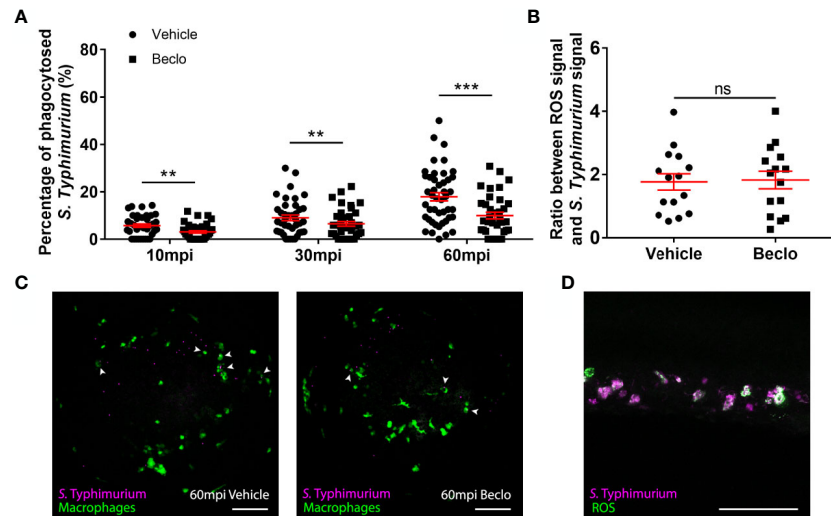 A
Vehicle
Beclo
Percentage of phagocytosed
S. Typhimurium (%)
80
60
40
20
0
**
**
***
10mpi
30mpi
60mpi
B
Ratio between ROS signal
and S. Typhimurium signal
6
4
2
0
ns
Vehicle
Beclo
C
S. Typhimurium
Macrophages
60mpi Vehicle
S. Typhimurium
Macrophages
60mpi Beclo
D
S. Typhimurium
ROS